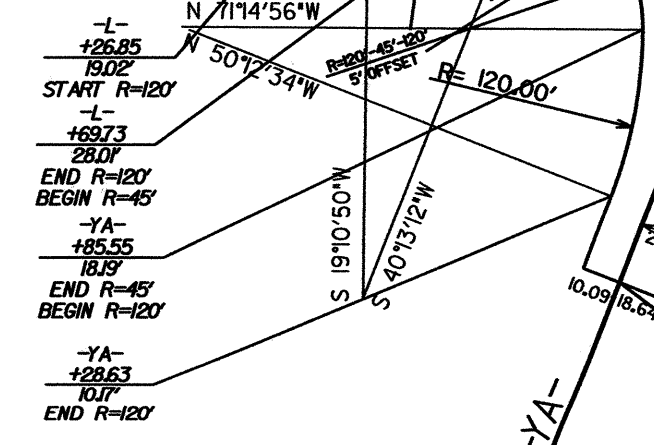 N 71°14'56"W
-L-
+26.85
19.02'
START R=120'
N 50°12'34"W
R=120'-45'-120'
5' OFFSET
R= 120.00'
-L-
+69.73
28.01'
END R=120'
BEGIN R=45'
-YA-
+85.55
18.19'
END R=45'
BEGIN R=120'
S 19°10'50"W
S 40°13'12"W
10.09'
18.64
-YA-
+28.63
10.17'
END R=120'
-YA-